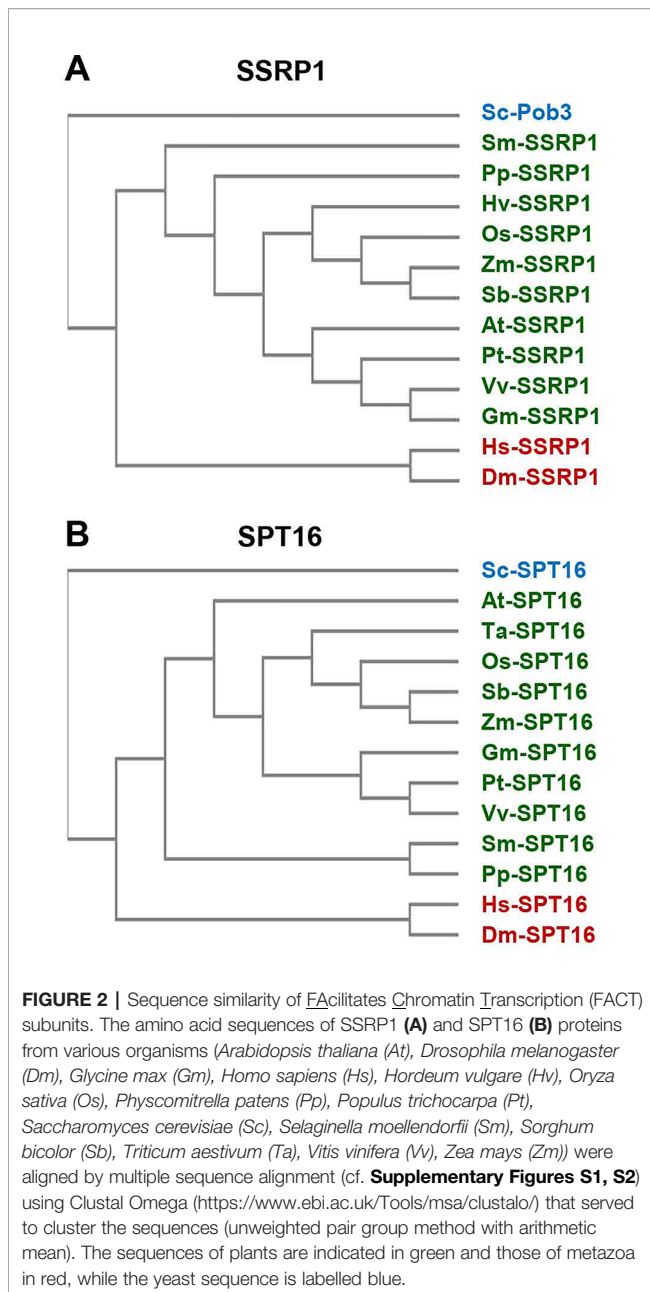 A
SSRP1
Sc-Pob3
Sm-SSRP1
Pp-SSRP1
Hv-SSRP1
Os-SSRP1
Zm-SSRP1
Sb-SSRP1
At-SSRP1
Pt-SSRP1
Vv-SSRP1
Gm-SSRP1
Hs-SSRP1
Dm-SSRP1
B
SPT16
Sc-SPT16
At-SPT16
Ta-SPT16
Os-SPT16
Sb-SPT16
Zm-SPT16
Gm-SPT16
Pt-SPT16
Vv-SPT16
Sm-SPT16
Pp-SPT16
Hs-SPT16
Dm-SPT16
FIGURE 2 | Sequence similarity of FAcilitates Chromatin Transcription (FACT)
subunits. The amino acid sequences of SSRP1 (A) and SPT16 (B) proteins
from various organisms (Arabidopsis thaliana (At), Drosophila melanogaster
(Dm), Glycine max (Gm), Homo sapiens (Hs), Hordeum vulgare (Hv), Oryza
sativa (Os), Physcomitrella patens (Pp), Populus trichocarpa (Pt),
Saccharomyces cerevisiae (Sc), Selaginella moellendorfii (Sm), Sorghum
bicolor (Sb), Triticum aestivum (Ta), Vitis vinifera (Vv), Zea mays (Zm)) were
aligned by multiple sequence alignment (cf. Supplementary Figures S1, S2)
using Clustal Omega (https://www.ebi.ac.uk/Tools/msa/clustalo/) that served
to cluster the sequences (unweighted pair group method with arithmetic
mean). The sequences of plants are indicated in green and those of metazoa
in red, while the yeast sequence is labelled blue.